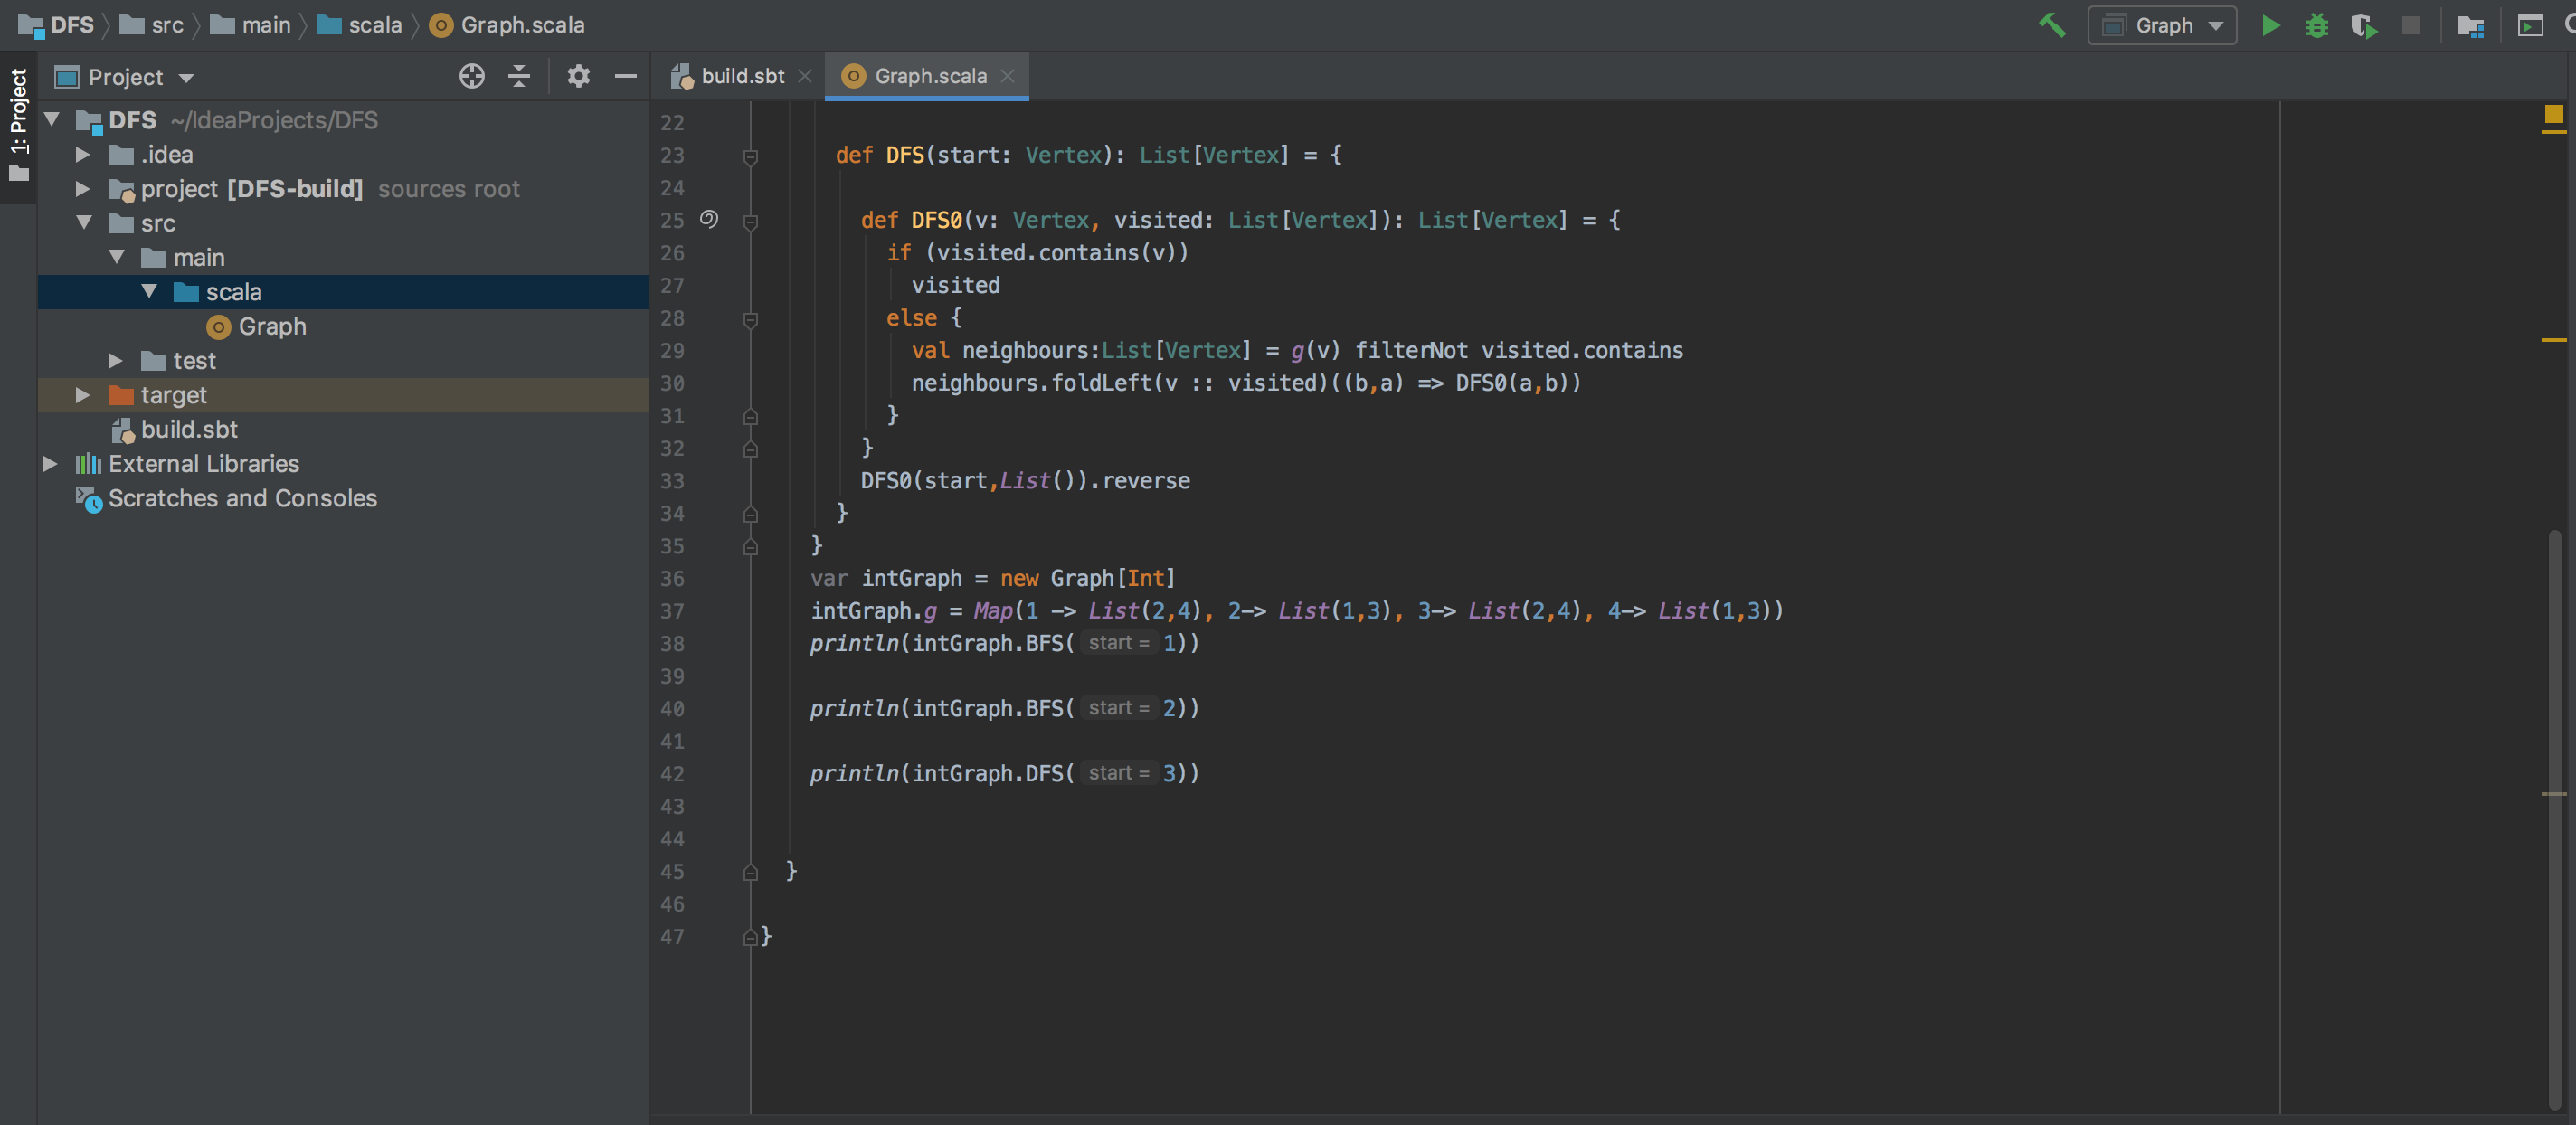 DFS src main scala Graph.scala
Graph
1: Project
Project
build.sbt
Graph.scala
DFS ~/IdeaProjects/DFS
.idea
project [DFS-build] sources root
src
main
scala
Graph
test
target
build.sbt
External Libraries
Scratches and Consoles
22
23 def DFS(start: Vertex): List[Vertex] = {
24
25 def DFS0(v: Vertex, visited: List[Vertex]): List[Vertex] = {
26 if (visited.contains(v))
27 visited
28 else {
29 val neighbours:List[Vertex] = g(v) filterNot visited.contains
30 neighbours.foldLeft(v :: visited)((b,a) => DFS0(a,b))
31 }
32 }
33 DFS0(start,List()).reverse
34 }
35 }
36 var intGraph = new Graph[Int]
37 intGraph.g = Map(1 -> List(2,4), 2-> List(1,3), 3-> List(2,4), 4-> List(1,3))
38 println(intGraph.BFS( start = 1))
39
40 println(intGraph.BFS( start = 2))
41
42 println(intGraph.DFS( start = 3))
43
44
45 }
46
47 }